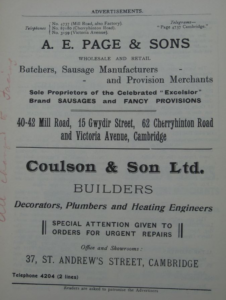 ADVERTISEMENTS.
A. E. PAGE & SONS
WHOLESALE AND RETAIL
Butchers, Sausage Manufacturers
and Provision Merchants
Sole Proprietors of the Celebrated "Excelsior"
Brand SAUSAGES and FANCY PROVISIONS
40-42 Mill Road, 15 Gwydir Street, 62 Cherryhinton Road
and Victoria Avenue, Cambridge
Coulson & Son Ltd.
BUILDERS
Decorators, Plumbers and Heating Engineers
SPECIAL ATTENTION GIVEN TO
ORDERS FOR URGENT REPAIRS
Office and Showrooms:
37, ST. ANDREW'S STREET, CAMBRIDGE
Telephone 4204 (2 lines)